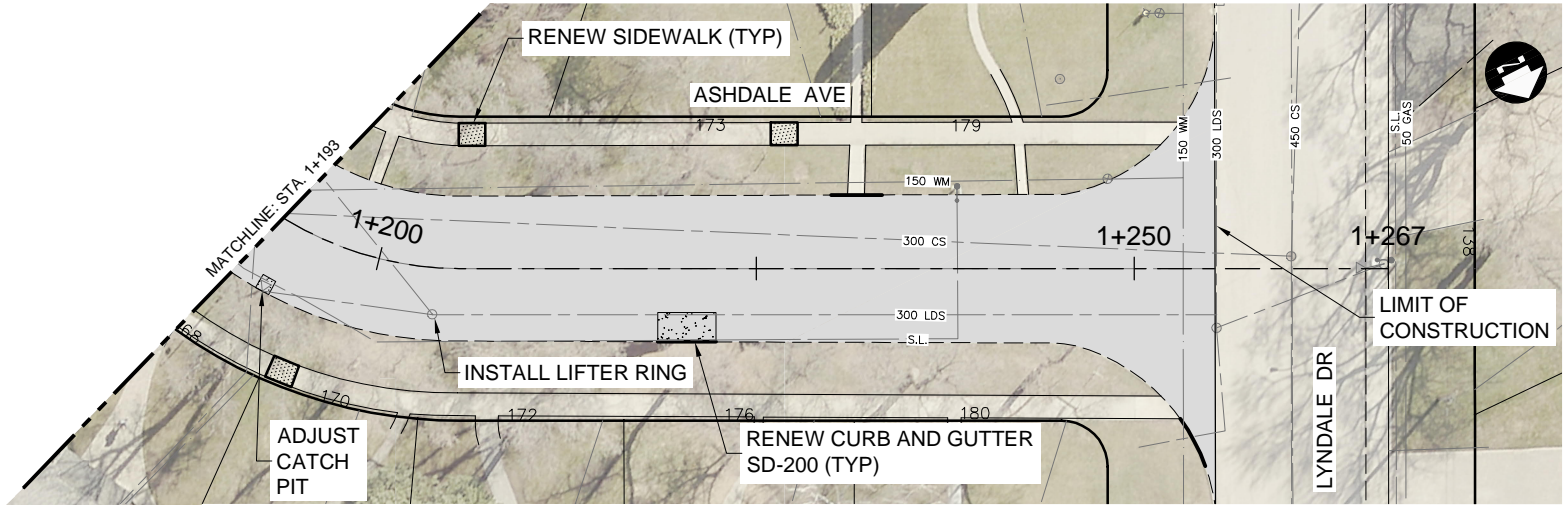 RENEW SIDEWALK (TYP)
ASHDALE AVE
173
179
150 WM
300 LDS
450 CS
S.L.
50 GAS
MATCHLINE: STA. 1+193
150 WM
1+200
300 CS
1+250
1+267
138
300 LDS
S.L.
LIMIT OF
CONSTRUCTION
68
INSTALL LIFTER RING
170
172
176
180
LYNDALE DR
ADJUST
CATCH
PIT
RENEW CURB AND GUTTER
SD-200 (TYP)